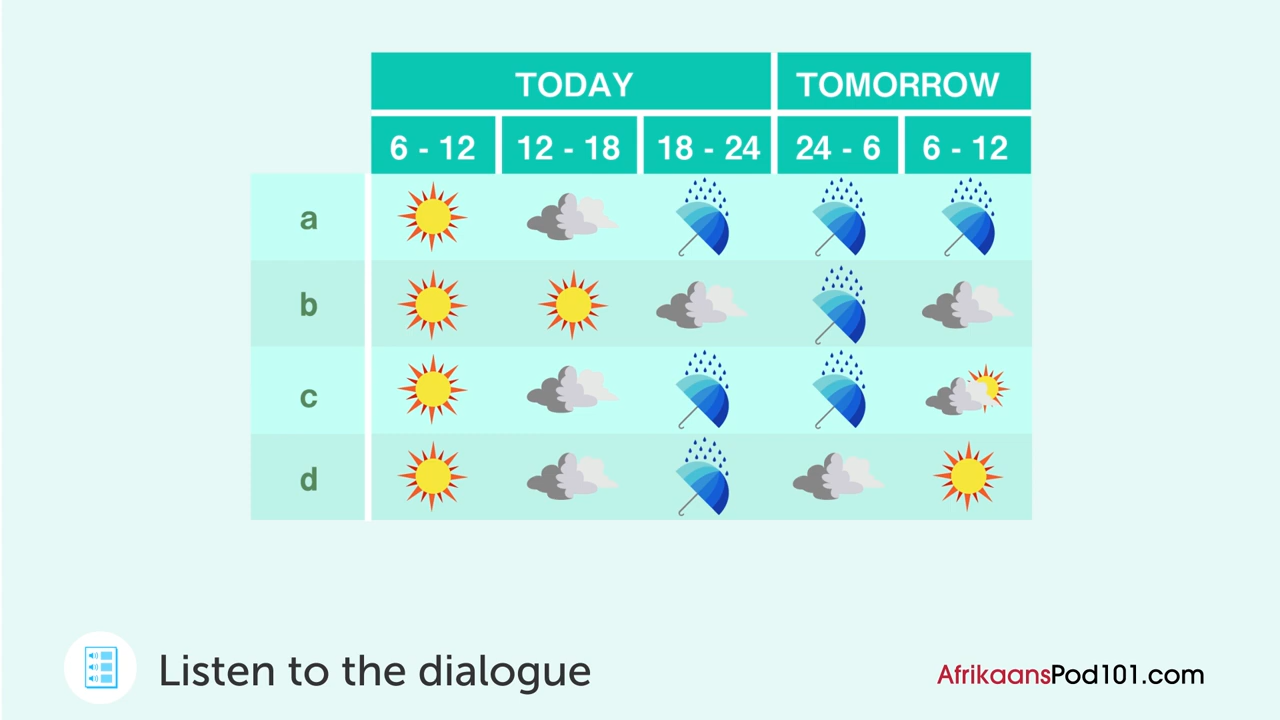 TODAY TOMORROW
6 - 12 12 - 18 18 - 24 24 - 6 6 - 12
a
b
c
d
Listen to the dialogue
AfrikaansPod101.com